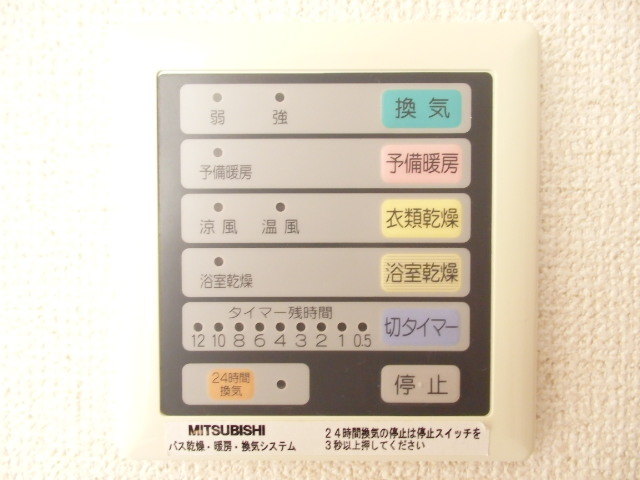 弱 強 換気
予備暖房 予備暖房
涼風 温風 衣類乾燥
浴室乾燥 浴室乾燥
タイマー残時間
12 10 8 6 4 3 2 1 0.5 切タイマー
24時間
換気
停止
MITSUBISHI
バス乾燥・暖房・換気システム
24時間換気の停止は停止スイッチを
3秒以上押してください